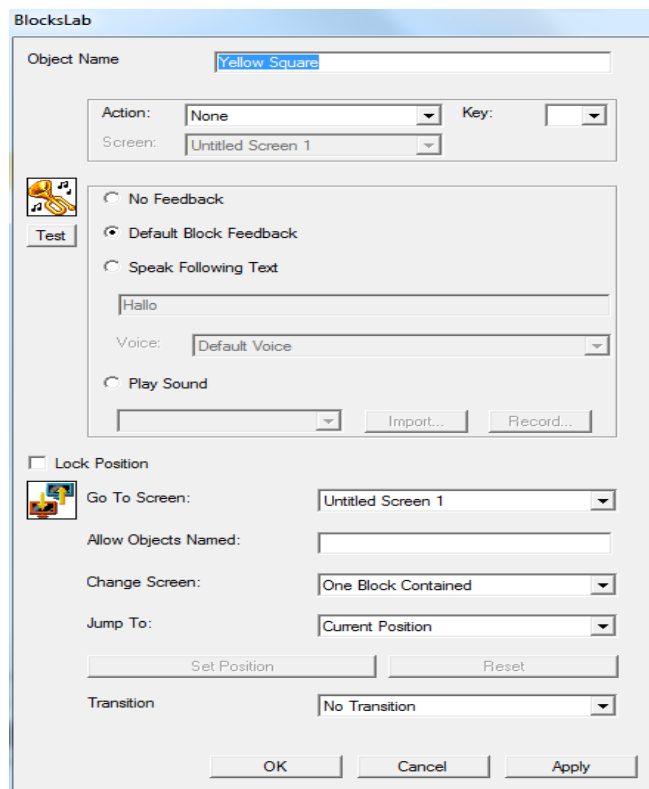 BlocksLab
Object Name Yellow Square
Action: None Key:
Screen: Untitled Screen 1
No Feedback
Test Default Block Feedback
Speak Following Text
Hallo
Voice: Default Voice
Play Sound
Import... Record...
Lock Position
Go To Screen: Untitled Screen 1
Allow Objects Named:
Change Screen: One Block Contained
Jump To: Current Position
Set Position Reset
Transition No Transition
OK Cancel Apply